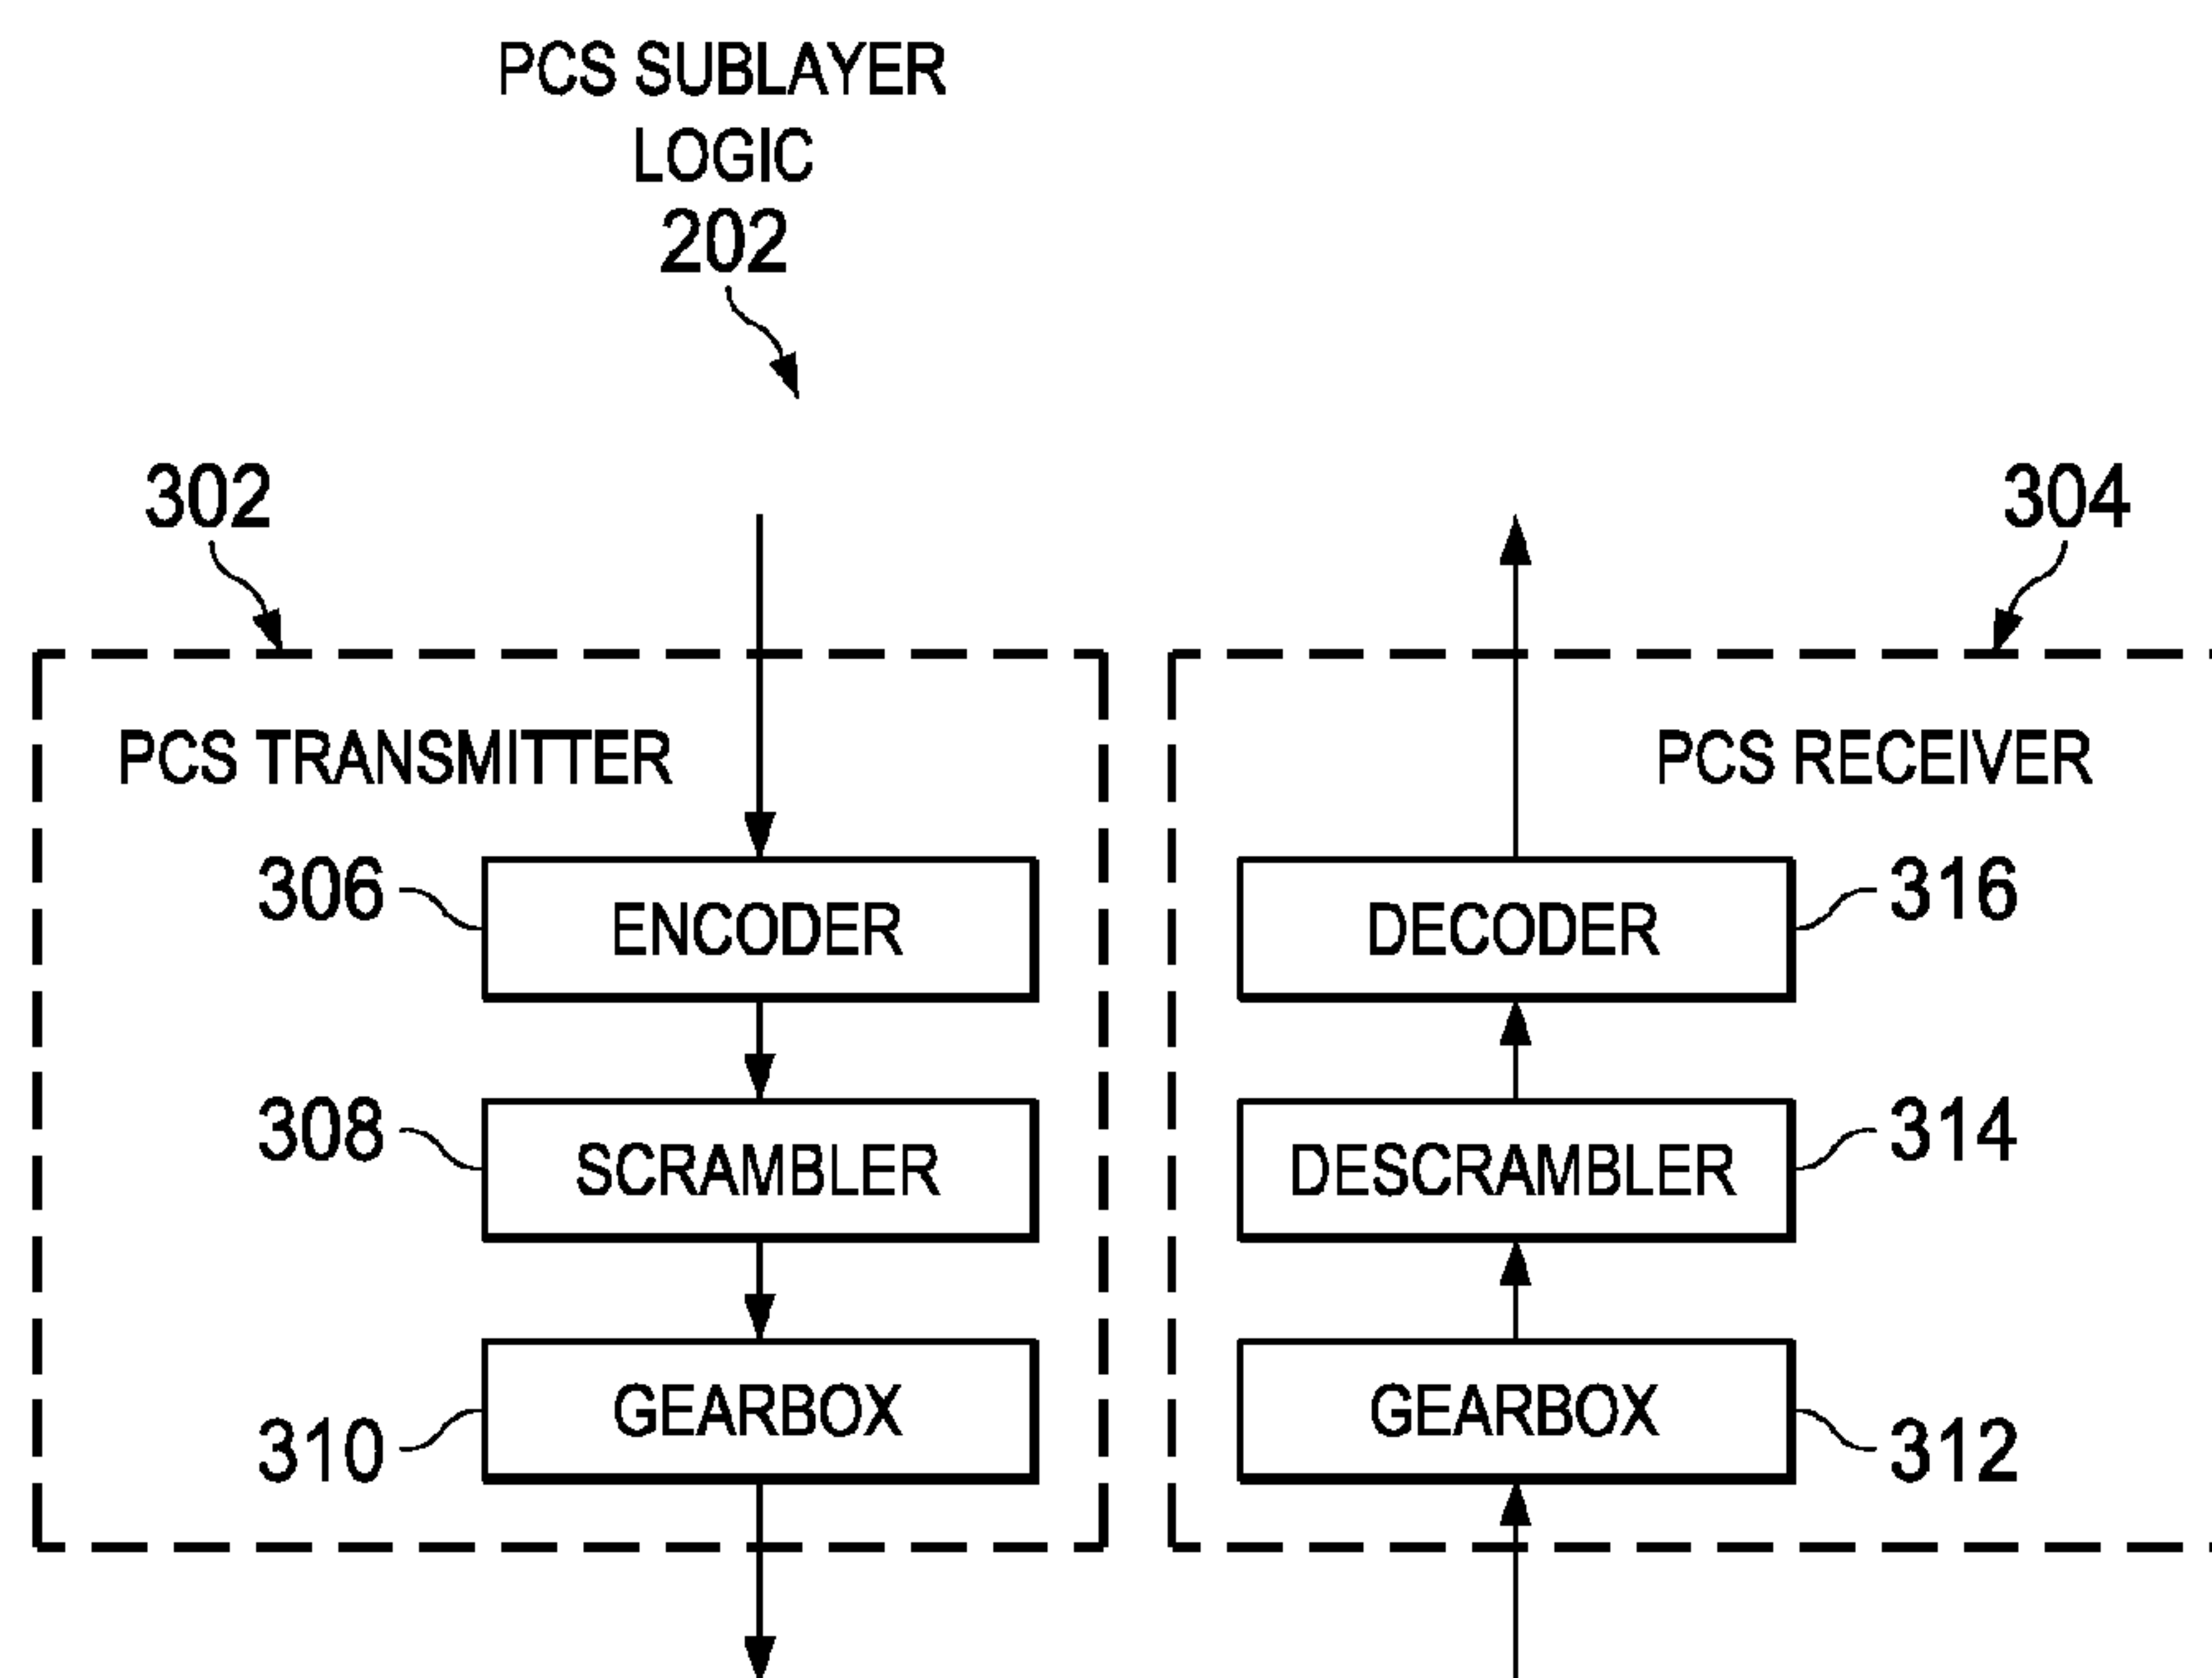 PCS SUBLAYER
LOGIC
202
302
304
PCS TRANSMITTER
PCS RECEIVER
306
ENCODER
DECODER
316
308
SCRAMBLER
DESCRAMBLER
314
310
GEARBOX
GEARBOX
312